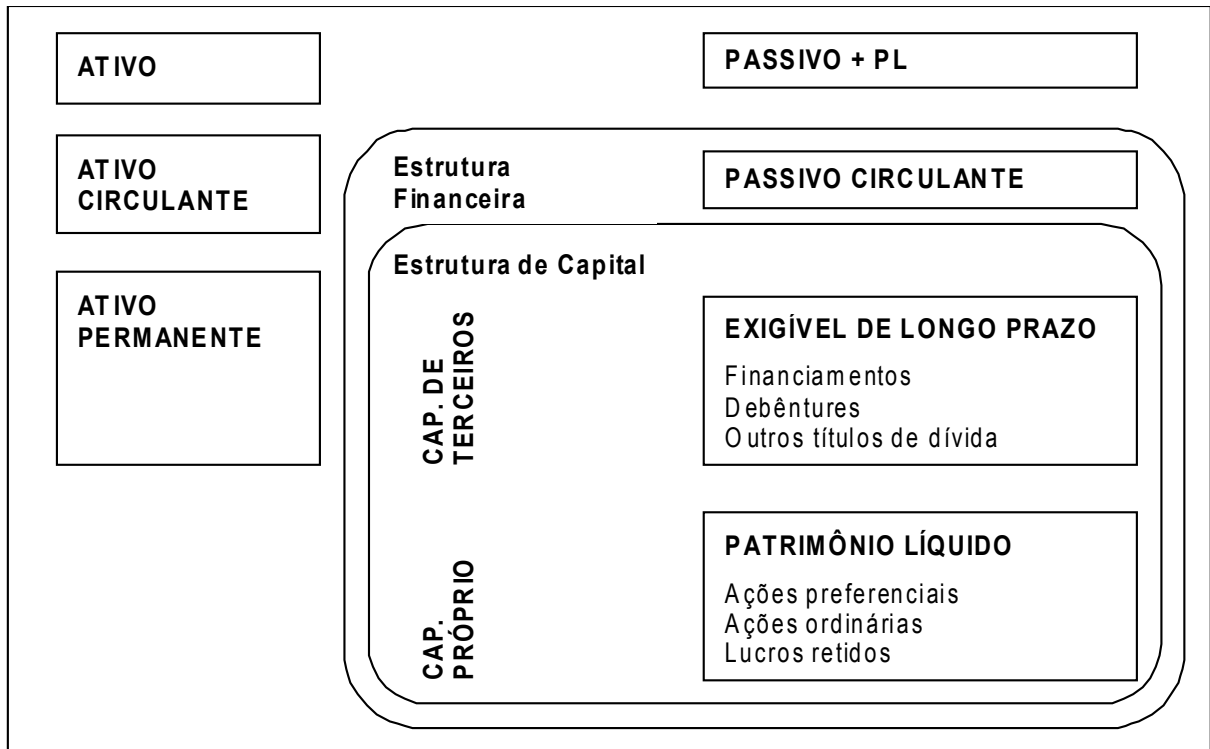 ATIVO
PASSIVO + PL
ATIVO
CIRCULANTE
Estrutura
Financeira
PASSIVO CIRCULANTE
Estrutura de Capital
ATIVO
PERMANENTE
CAP. DE
TERCEIROS
EXIGÍVEL DE LONGO PRAZO
Financiamentos
Debêntures
Outros títulos de dívida
CAP.
PRÓPRIO
PATRIMÔNIO LÍQUIDO
Ações preferenciais
Ações ordinárias
Lucros retidos